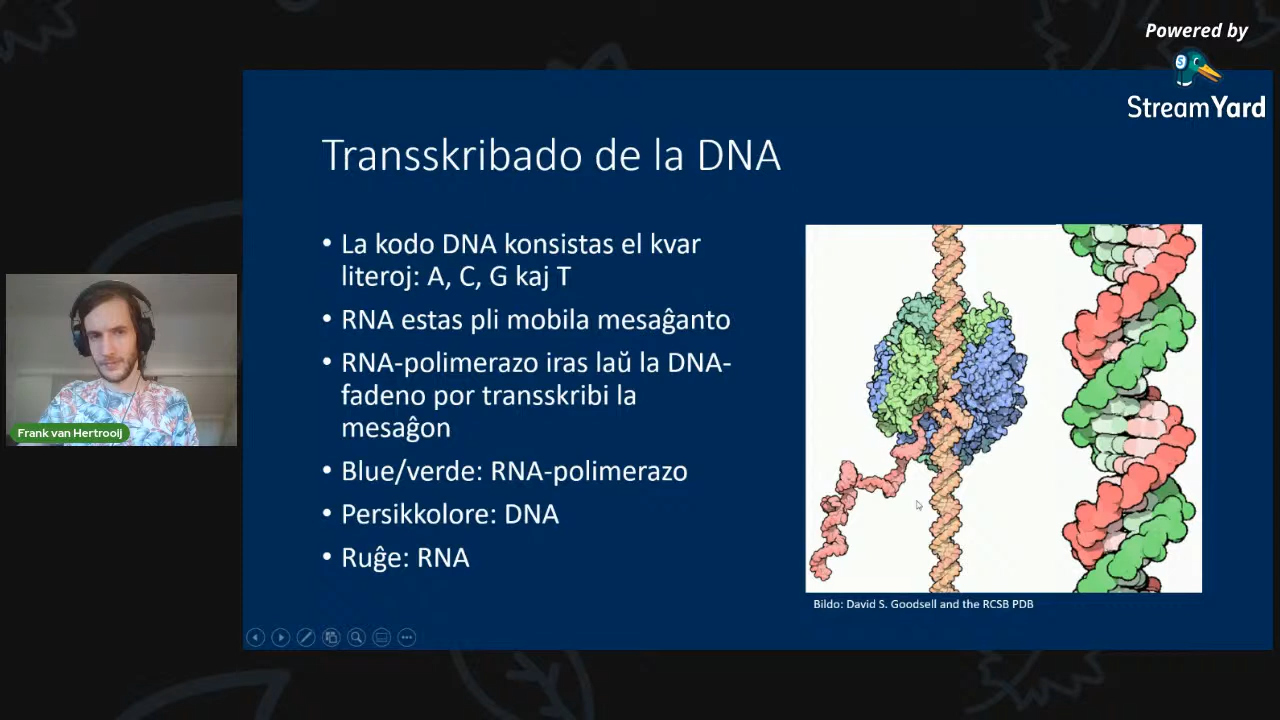 Powered by
StreamYard
Transskribado de la DNA
• La kodo DNA konsistas el kvar
literoj: A, C, G kaj T
• RNA estas pli mobila mesaĝanto
• RNA-polimerazo iras laŭ la DNA-
fadeno por transskribi la
mesaĝon
• Blue/verde: RNA-polimerazo
• Persikkolore: DNA
• Ruĝe: RNA
Bildo: David S. Goodsell and the RCSB PDB
Frank van Hertrooij